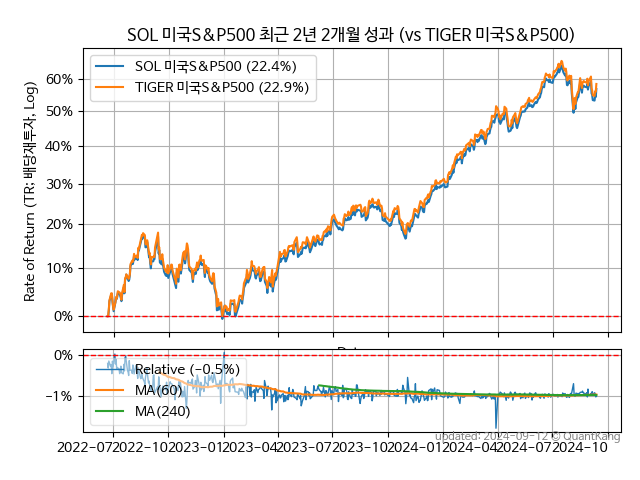 SOL 미국S&P500 최근 2년 2개월 성과 (vs TIGER 미국S&P500)
Rate of Return (TR: 배당재투자, Log)
SOL 미국S&P500 (22.4%)
TIGER 미국S&P500 (22.9%)
60%
50%
40%
30%
20%
10%
0%
0%
-1%
Relative (-0.5%)
MA(60)
MA(240)
2022-07 2022-10 2023-01 2023-04 2023-07 2023-10 2024-01 2024-04 2024-07 2024-10
updated: 2024-09-12 © QuantKang